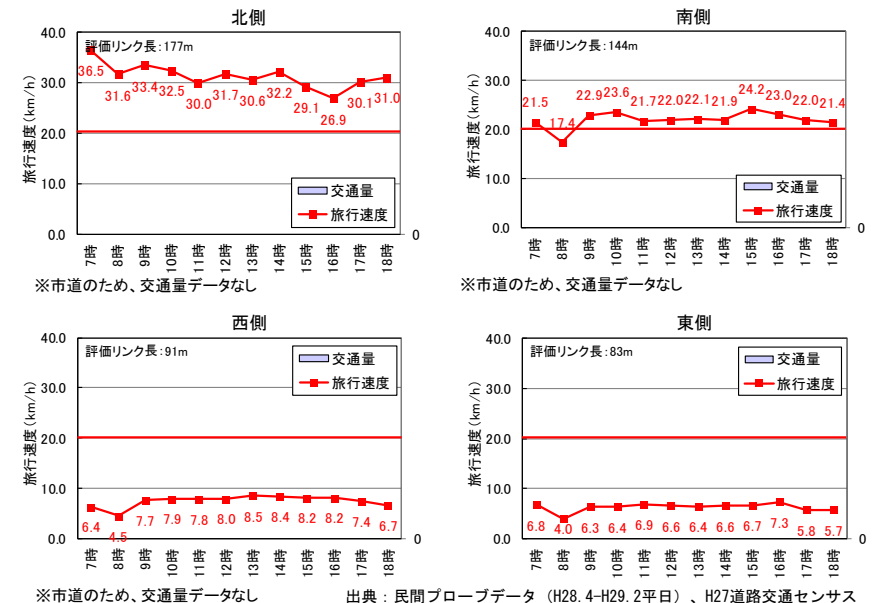 北側
評価リンク長：177m
旅行速度(km/h)
40.0
30.0
20.0
10.0
0.0
0
36.5
31.6
33.4
32.5
30.0
31.7
30.6
32.2
29.1
26.9
30.1
31.0
交通量
旅行速度
7時
8時
9時
10時
11時
12時
13時
14時
15時
16時
17時
18時
※市道のため、交通量データなし
南側
評価リンク長：144m
旅行速度(km/h)
40.0
30.0
20.0
10.0
0.0
0
21.5
17.4
22.9
23.6
21.7
22.0
22.1
21.9
24.2
23.0
22.0
21.4
交通量
旅行速度
7時
8時
9時
10時
11時
12時
13時
14時
15時
16時
17時
18時
※市道のため、交通量データなし
西側
評価リンク長：91m
旅行速度(km/h)
40.0
30.0
20.0
10.0
0.0
0
6.4
4.5
7.7
7.9
7.8
8.0
8.5
8.4
8.2
8.2
7.4
6.7
交通量
旅行速度
7時
8時
9時
10時
11時
12時
13時
14時
15時
16時
17時
18時
※市道のため、交通量データなし
東側
評価リンク長：83m
旅行速度(km/h)
40.0
30.0
20.0
10.0
0.0
0
6.8
4.0
6.3
6.4
6.9
6.6
6.4
6.6
6.7
7.3
5.8
5.7
交通量
旅行速度
7時
8時
9時
10時
11時
12時
13時
14時
15時
16時
17時
18時
出典：民間プローブデータ（H28.4-H29.2平日）、H27道路交通センサス